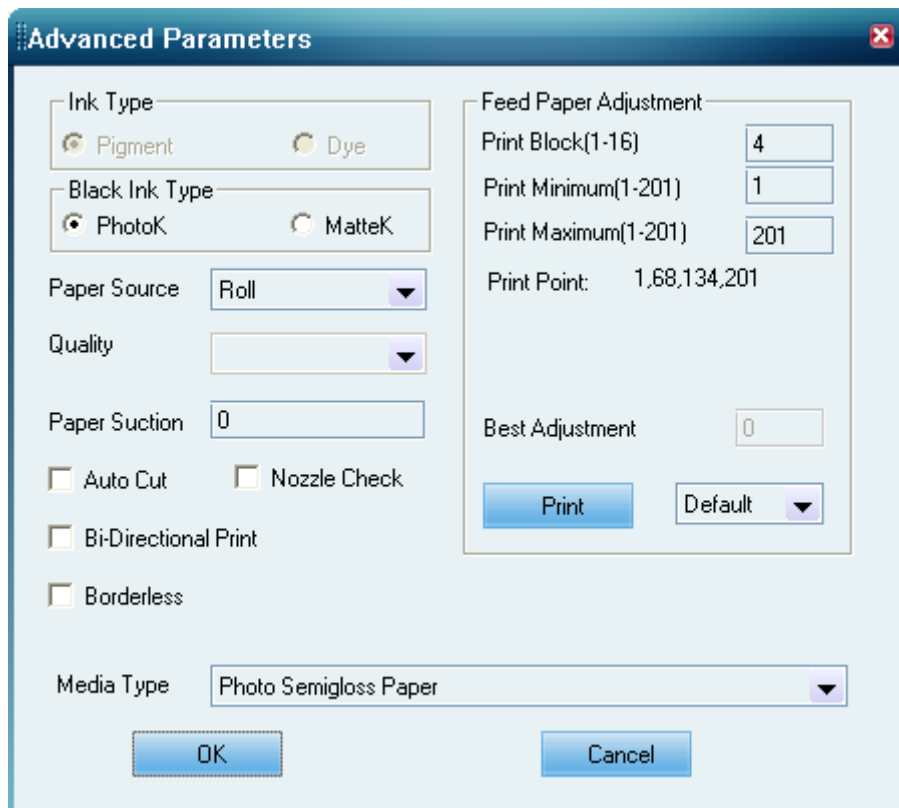 Advanced Parameters
Ink Type
Pigment Dye
Black Ink Type
PhotoK MatteK
Paper Source Roll
Quality
Paper Suction 0
Auto Cut Nozzle Check
Bi-Directional Print
Borderless
Feed Paper Adjustment
Print Block(1-16) 4
Print Minimum(1-201) 1
Print Maximum(1-201) 201
Print Point: 1,68,134,201
Best Adjustment 0
Print Default
Media Type Photo Semigloss Paper
OK Cancel